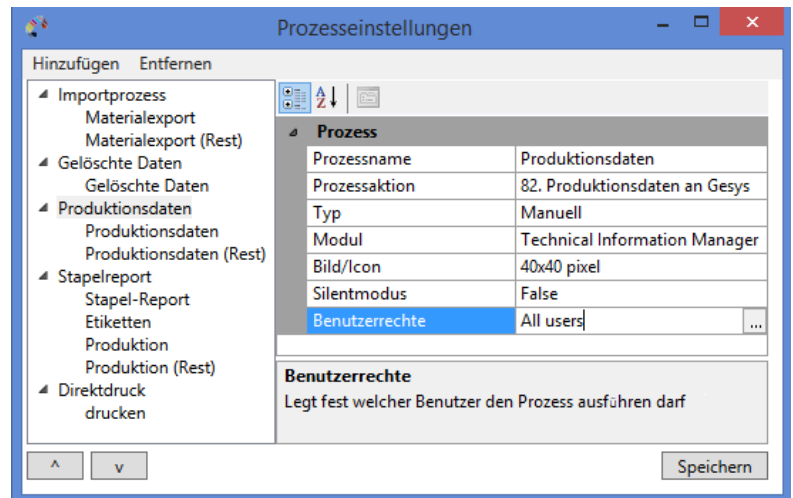 Prozesseinstellungen
Hinzufügen Entfernen
Importprozess
Materialexport
Materialexport (Rest)
Gelöschte Daten
Gelöschte Daten
Produktionsdaten
Produktionsdaten
Produktionsdaten (Rest)
Stapelreport
Stapel-Report
Etiketten
Produktion
Produktion (Rest)
Direktdruck
drucken
Prozess
Prozessname Produktionsdaten
Prozessaktion 82. Produktionsdaten an Gesys
Typ Manuell
Modul Technical Information Manager
Bild/Icon 40x40 pixel
Silentmodus False
Benutzerrechte All users ...
Benutzerrechte
Legt fest welcher Benutzer den Prozess ausführen darf
^ v Speichern